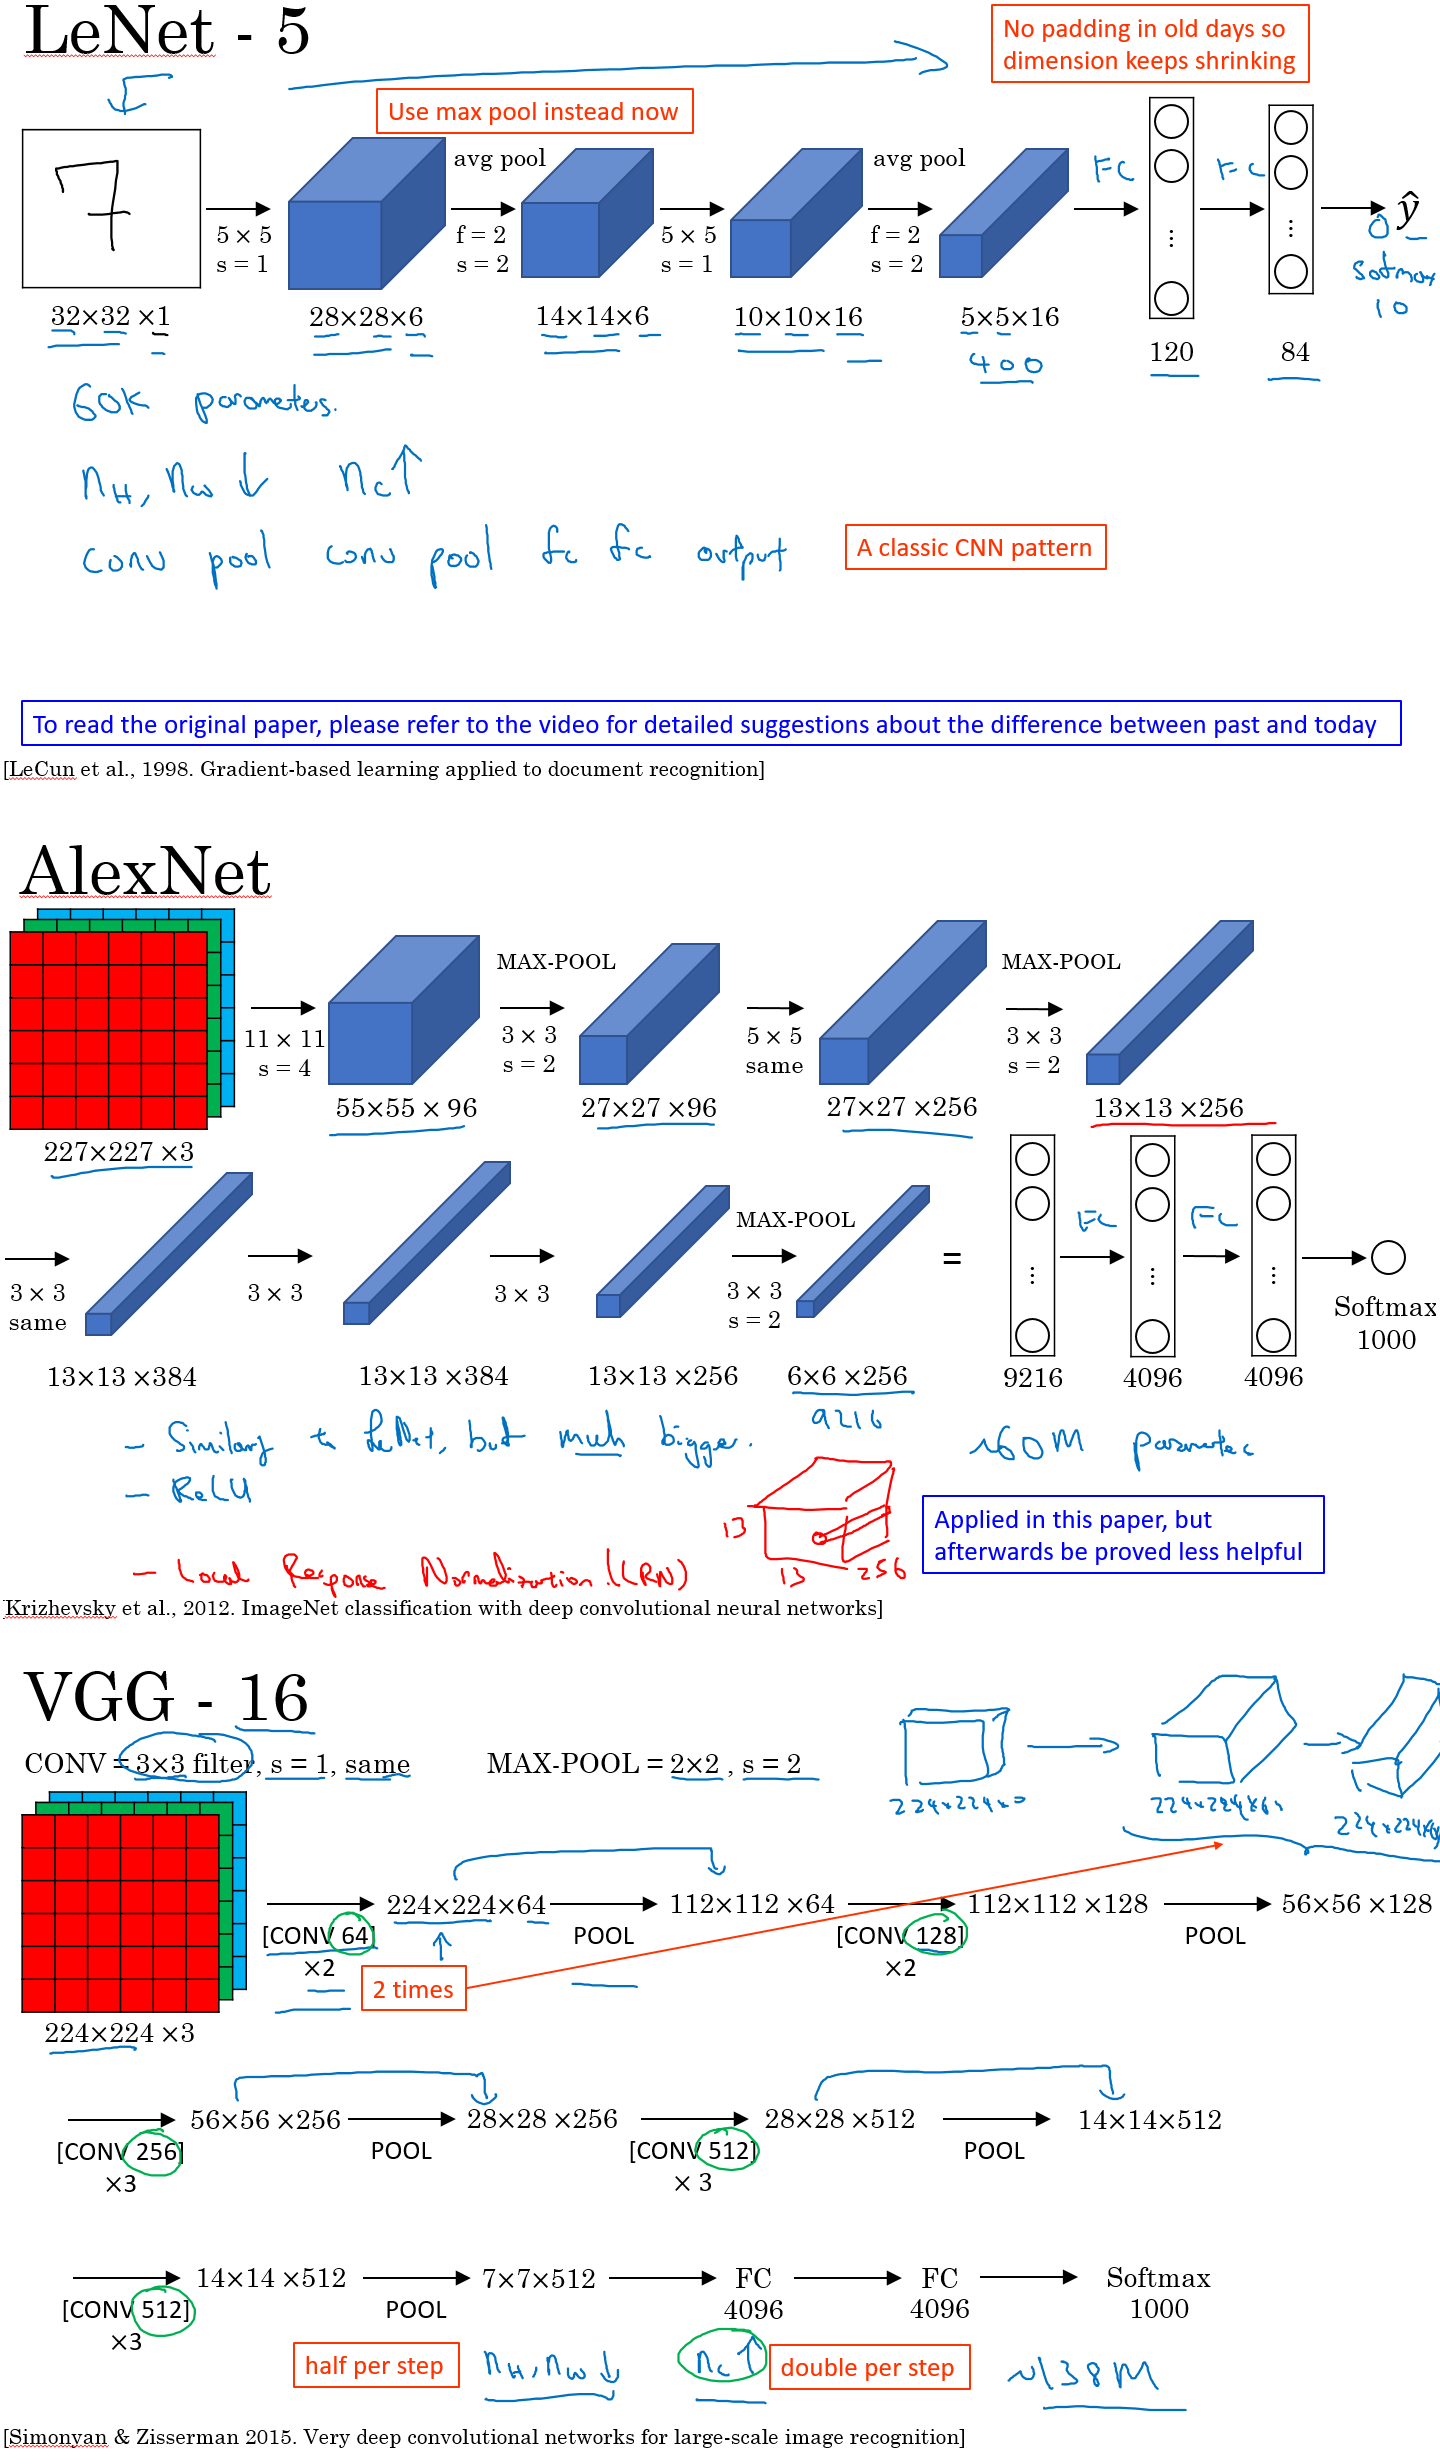 LeNet - 5
No padding in old days so
dimension keeps shrinking
Use max pool instead now
7
5 × 5
s = 1
avg pool
f = 2
s = 2
5 × 5
s = 1
avg pool
f = 2
s = 2
FC
FC
ŷ
Softmax
10
32×32 ×1
28×28×6
14×14×6
10×10×16
5×5×16
400
120
84
60K parameters.
nH, nW ↓ nC ↑
conv pool conv pool fc fc output
A classic CNN pattern
To read the original paper, please refer to the video for detailed suggestions about the difference between past and today
[LeCun et al., 1998. Gradient-based learning applied to document recognition]
AlexNet
11 × 11
s = 4
MAX-POOL
3 × 3
s = 2
5 × 5
same
MAX-POOL
3 × 3
s = 2
227×227 ×3
55×55 × 96
27×27 ×96
27×27 ×256
13×13 ×256
3 × 3
same
3 × 3
3 × 3
MAX-POOL
3 × 3
s = 2
=
FC
FC
Softmax
1000
13×13 ×384
13×13 ×384
13×13 ×256
6×6 ×256
9216
9216
4096
4096
- Similary to LeNet, but much bigger.
- ReLU
~60M parameter
13
13
256
Applied in this paper, but
afterwards be proved less helpful
- Local Response Normalization (LRN)
[Krizhevsky et al., 2012. ImageNet classification with deep convolutional neural networks]
VGG - 16
CONV = 3×3 filter, s = 1, same
MAX-POOL = 2×2 , s = 2
224×224×3
224×224×64
224×224×64
[CONV 64]
×2
224×224×64
2 times
POOL
112×112 ×64
[CONV 128]
×2
112×112 ×128
POOL
56×56 ×128
224×224 ×3
[CONV 256]
×3
56×56 ×256
POOL
28×28 ×256
[CONV 512]
× 3
28×28 ×512
POOL
14×14×512
[CONV 512]
×3
14×14 ×512
POOL
7×7×512
FC
4096
FC
4096
Softmax
1000
half per step
nH, nW ↓
nC ↑
double per step
~138M
[Simonyan & Zisserman 2015. Very deep convolutional networks for large-scale image recognition]